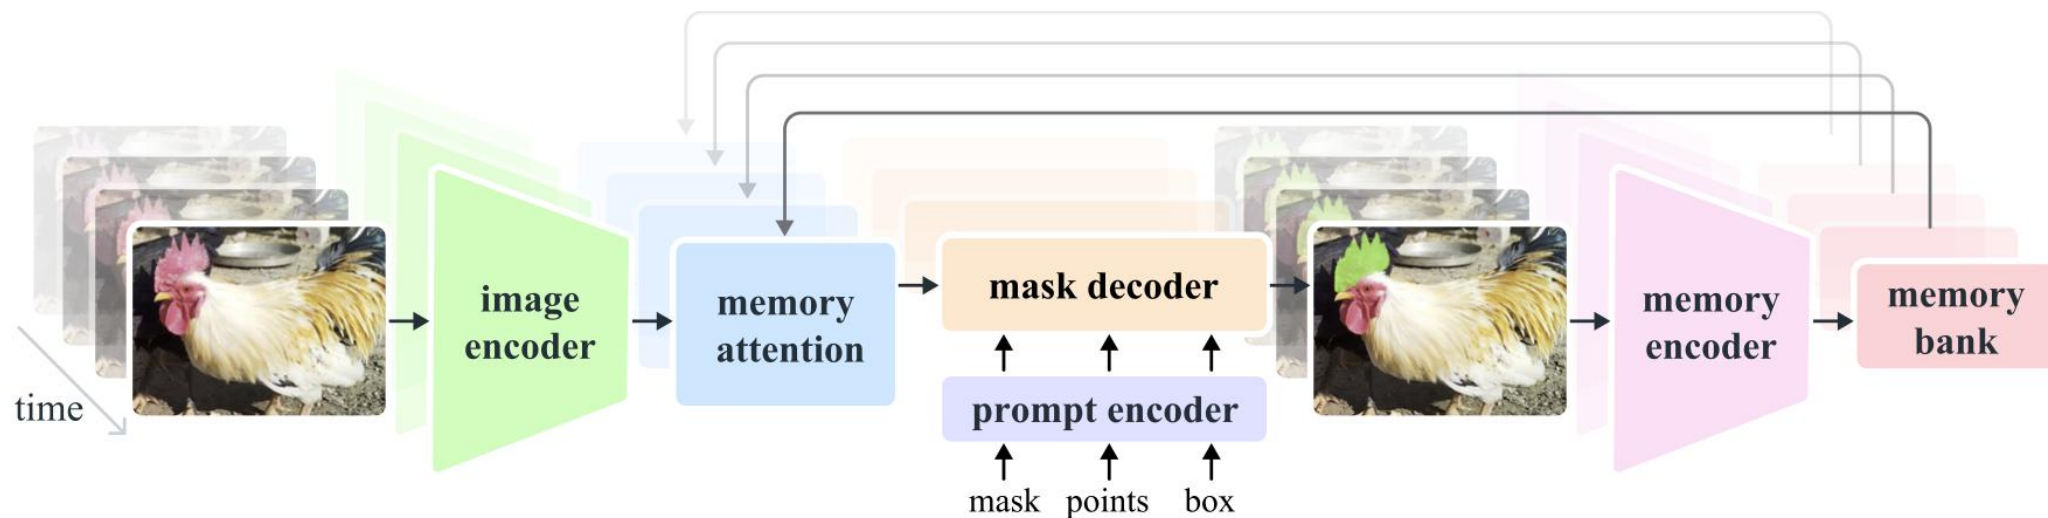 time
image
encoder
memory
attention
mask decoder
prompt encoder
mask points box
memory
encoder
memory
bank